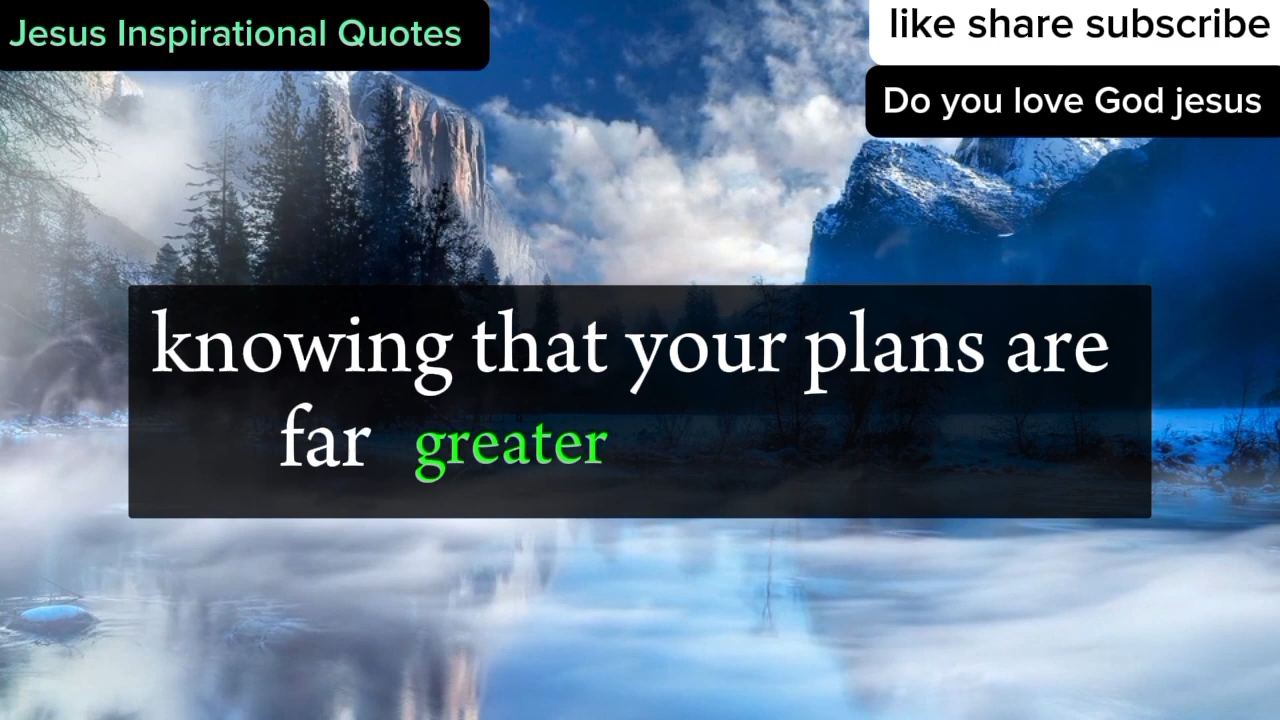 Jesus Inspirational Quotes
like share subscribe
Do you love God jesus
knowing that your plans are
far greater